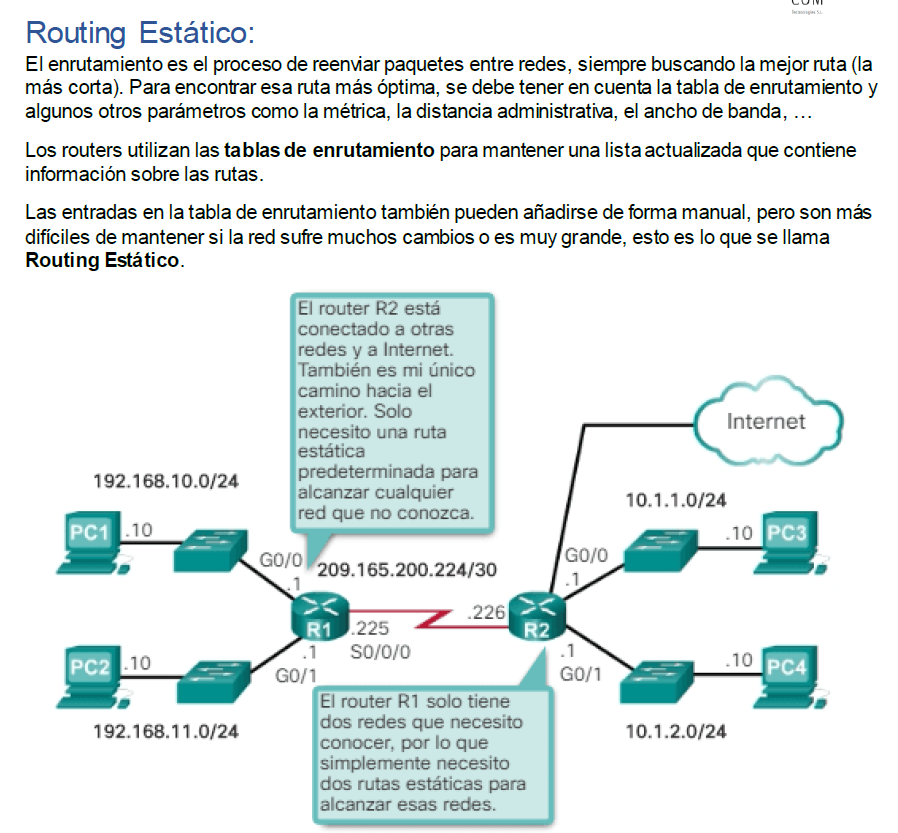 COM
Routing Estático:
El enrutamiento es el proceso de reenviar paquetes entre redes, siempre buscando la mejor ruta (la
más corta). Para encontrar esa ruta más óptima, se debe tener en cuenta la tabla de enrutamiento y
algunos otros parámetros como la métrica, la distancia administrativa, el ancho de banda, …
Los routers utilizan las tablas de enrutamiento para mantener una lista actualizada que contiene
información sobre las rutas.
Las entradas en la tabla de enrutamiento también pueden añadirse de forma manual, pero son más
difíciles de mantener si la red sufre muchos cambios o es muy grande, esto es lo que se llama
Routing Estático.
El router R2 está
conectado a otras
redes y a Internet.
También es mi único
camino hacia el
exterior. Solo
necesito una ruta
estática
predeterminada para
alcanzar cualquier
red que no conozca.
Internet
192.168.10.0/24
10.1.1.0/24
PC1
.10
.10
PC3
G0/0
.1
209.165.200.224/30
G0/0
.1
R1
.225
S0/0/0
.226
R2
PC2
.10
.1
G0/1
.1
G0/1
.10
PC4
192.168.11.0/24
10.1.2.0/24
El router R1 solo tiene
dos redes que necesito
conocer, por lo que
simplemente necesito
dos rutas estáticas para
alcanzar esas redes.